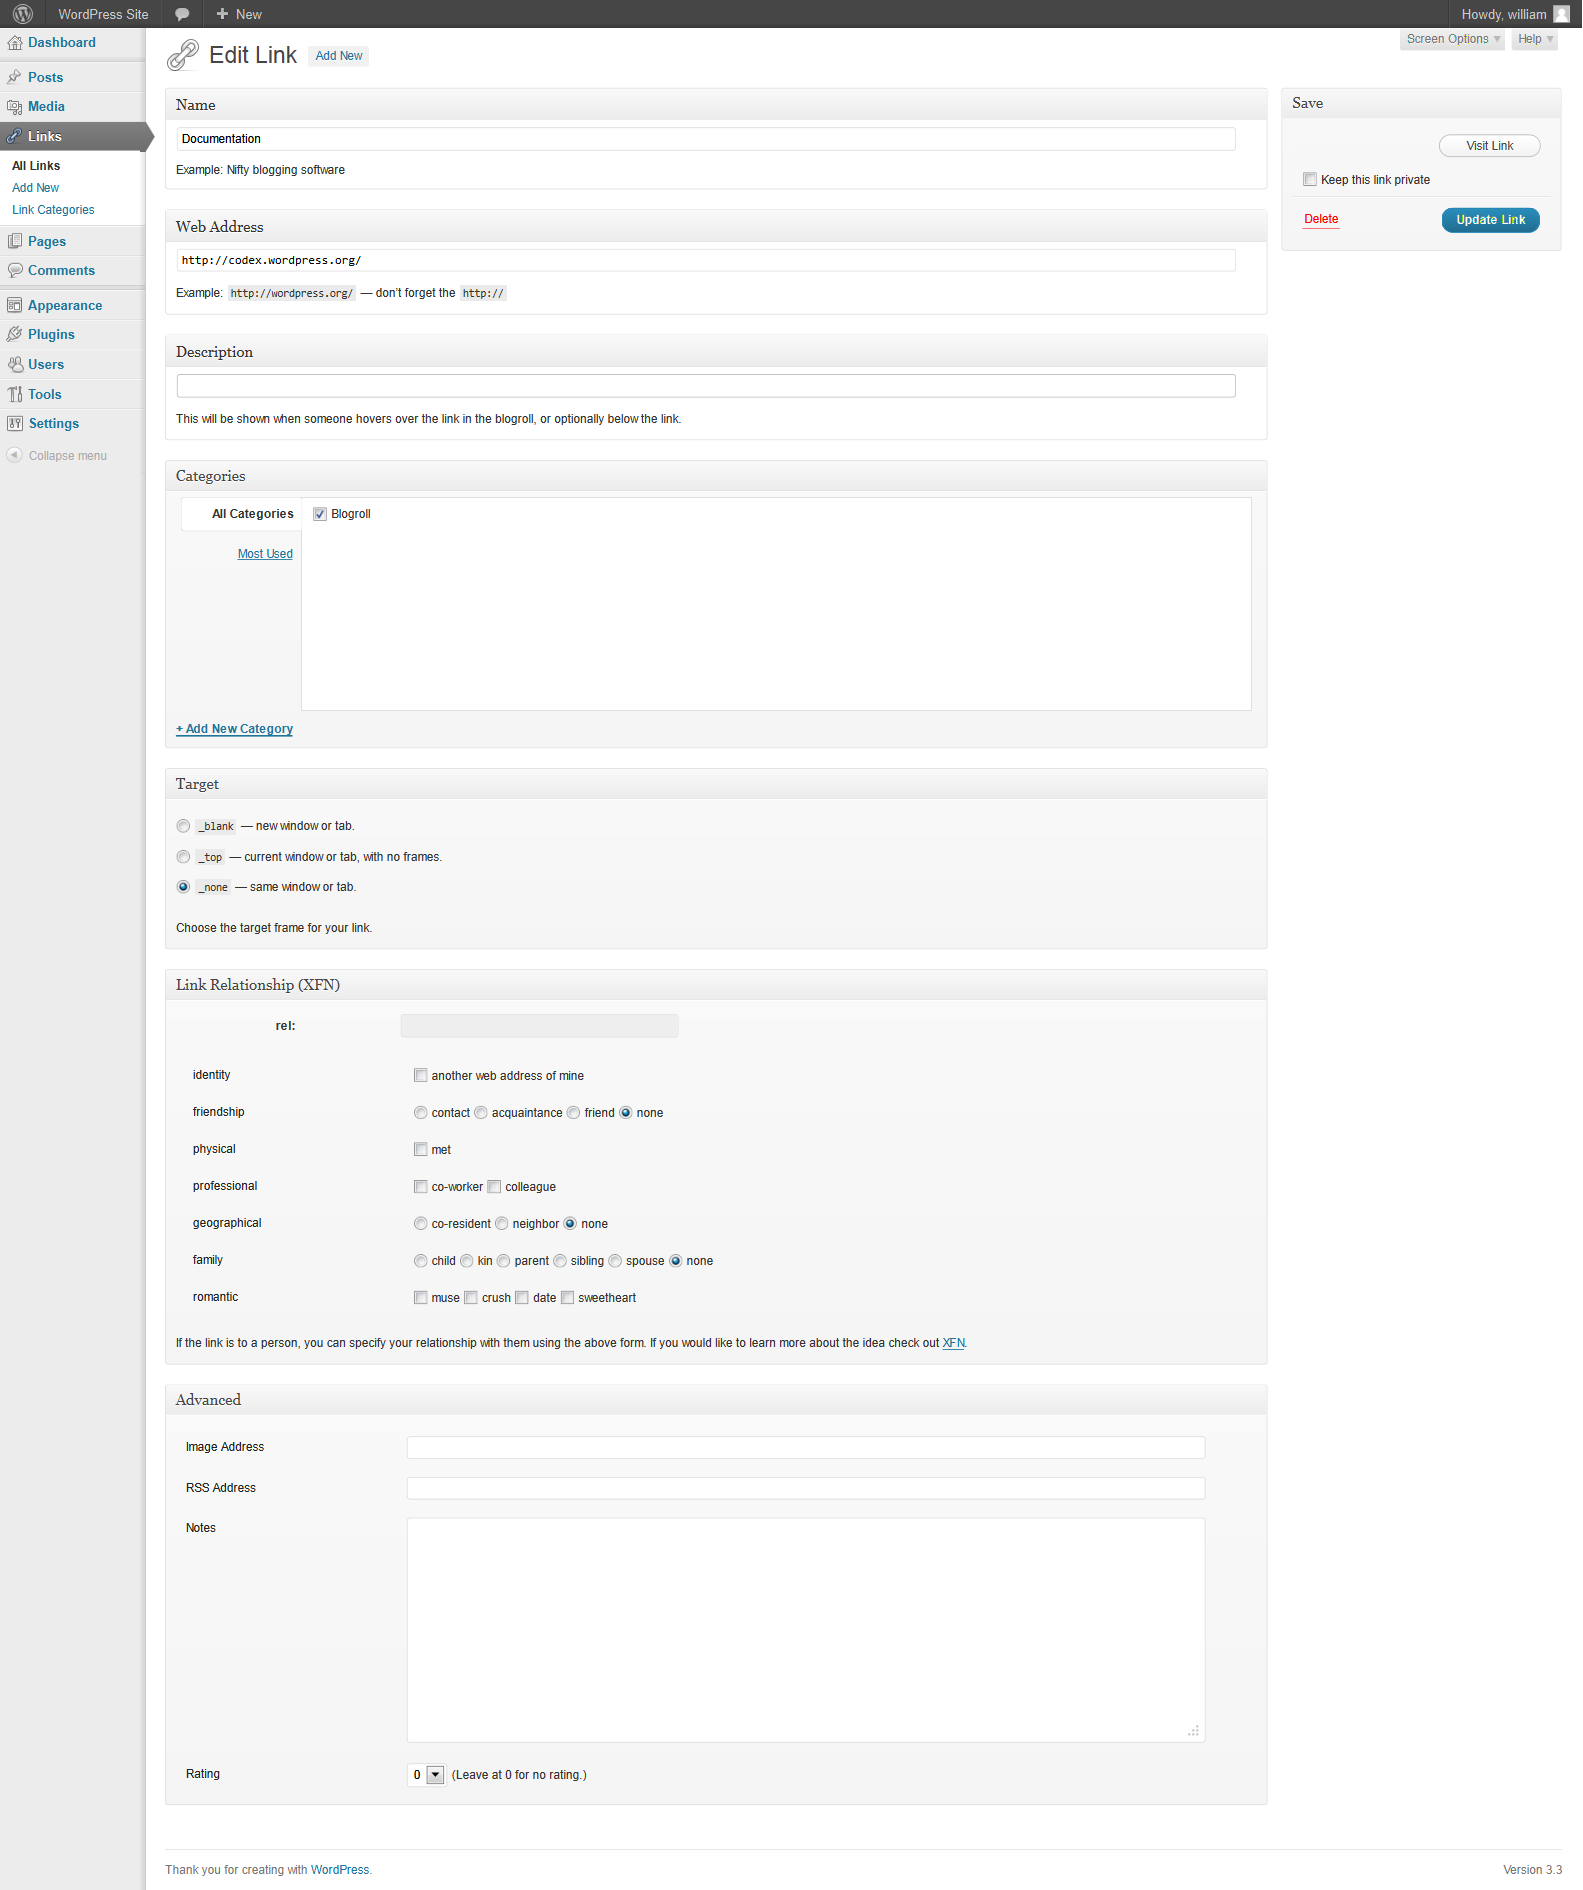 WordPress Site
New
Howdy, william
Dashboard
Posts
Media
Links
All Links
Add New
Link Categories
Pages
Comments
Appearance
Plugins
Users
Tools
Settings
Collapse menu
Edit Link Add New
Screen Options Help
Name
Documentation
Example: Nifty blogging software
Web Address
http://codex.wordpress.org/
Example: http://wordpress.org/ — don't forget the http://
Description
This will be shown when someone hovers over the link in the blogroll, or optionally below the link.
Categories
All Categories
Most Used
Blogroll
+ Add New Category
Target
_blank — new window or tab.
_top — current window or tab, with no frames.
_none — same window or tab.
Choose the target frame for your link.
Link Relationship (XFN)
rel:
identity another web address of mine
friendship contact acquaintance friend none
physical met
professional co-worker colleague
geographical co-resident neighbor none
family child kin parent sibling spouse none
romantic muse crush date sweetheart
If the link is to a person, you can specify your relationship with them using the above form. If you would like to learn more about the idea check out XFN.
Advanced
Image Address
RSS Address
Notes
Rating 0 (Leave at 0 for no rating.)
Save
Visit Link
Keep this link private
Delete Update Link
Thank you for creating with WordPress.
Version 3.3